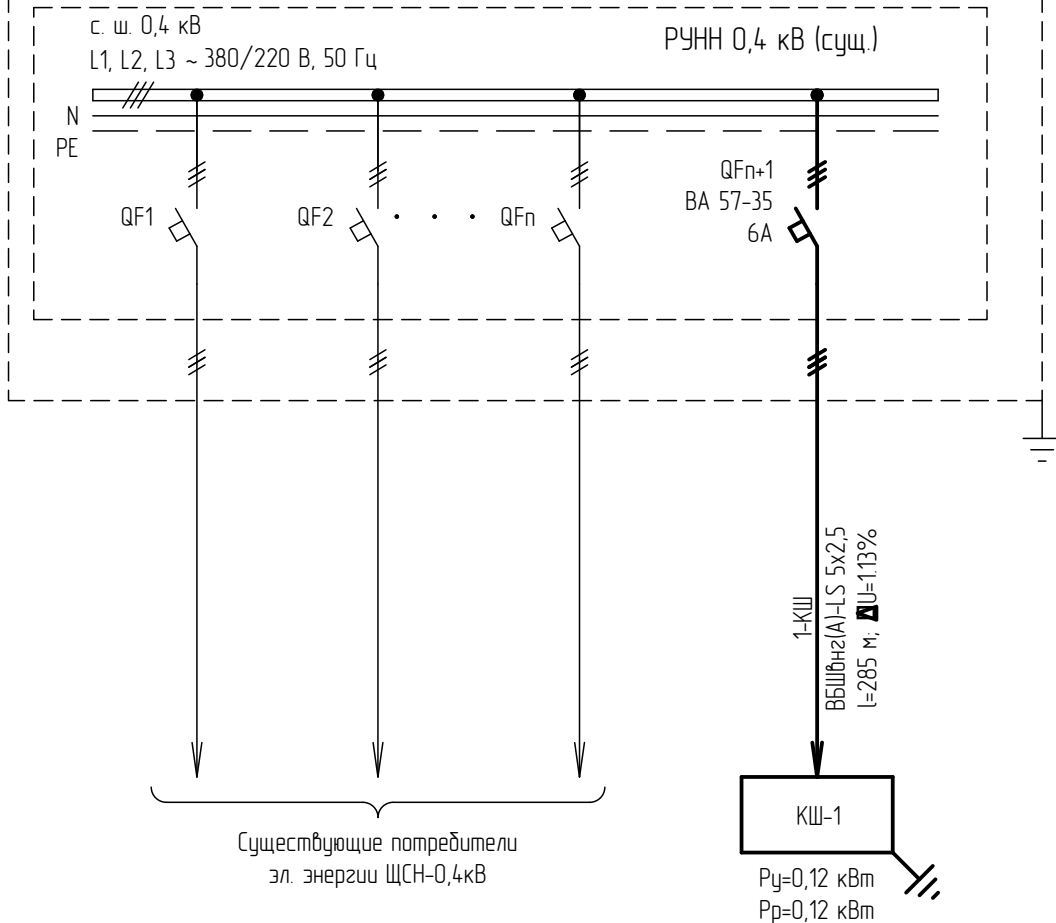 с. ш. 0,4 кВ
L1, L2, L3 ~ 380/220 В, 50 Гц
РУНН 0,4 кВ (сущ.)
N
PE
QF1
QF2
QFn
QFn+1
ВА 57-35
6А
1-КШ
ВБШвнг(А)-LS 5х2,5
l=285 м; ΔU=1.13%
КШ-1
Существующие потребители
эл. энергии ЩСН-0,4кВ
Ру=0,12 кВт
Рр=0,12 кВт